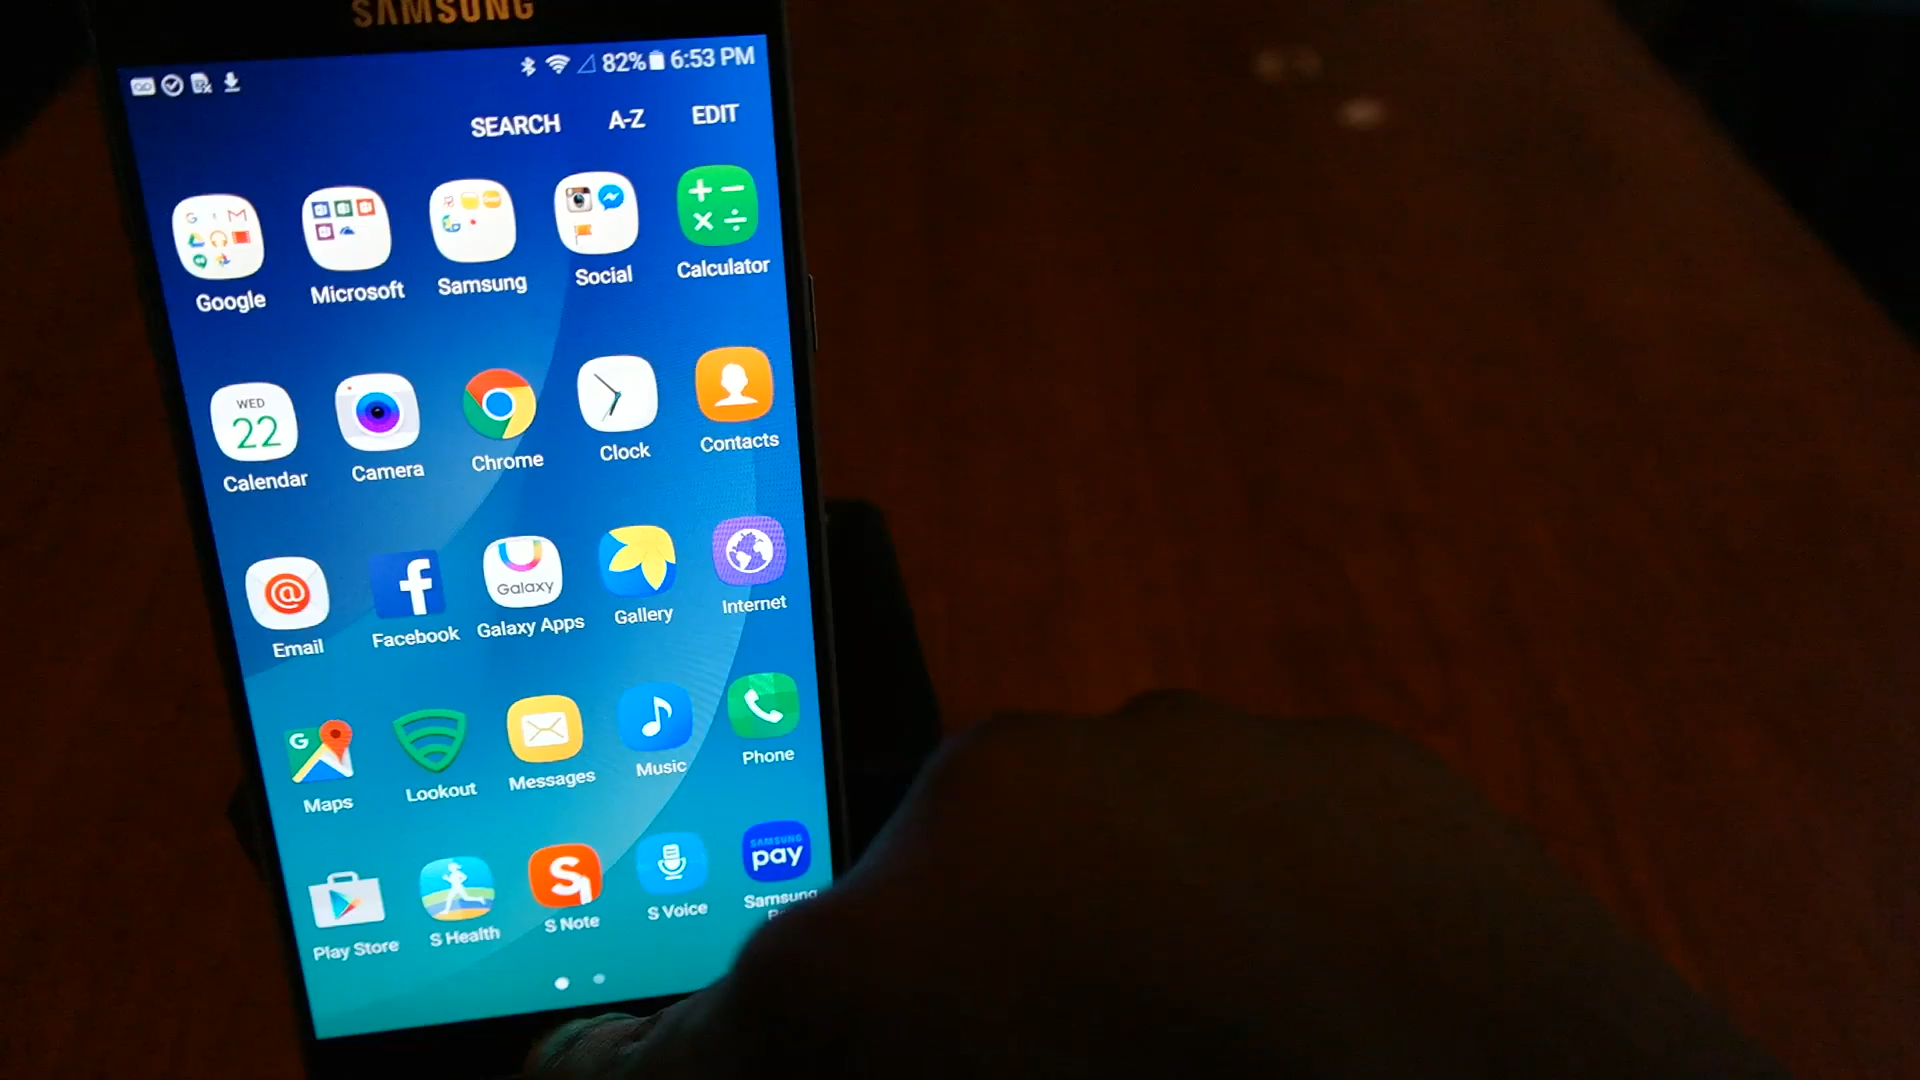 SAMSUNG
82% 6:53 PM
SEARCH A-Z EDIT
Google Microsoft Samsung Social Calculator
WED
22
Calendar Camera Chrome Clock Contacts
@ f Galaxy
Email Facebook Galaxy Apps Gallery Internet
G
Maps Lookout Messages Music Phone
S SAMSUNG pay
Play Store S Health S Note S Voice Samsung